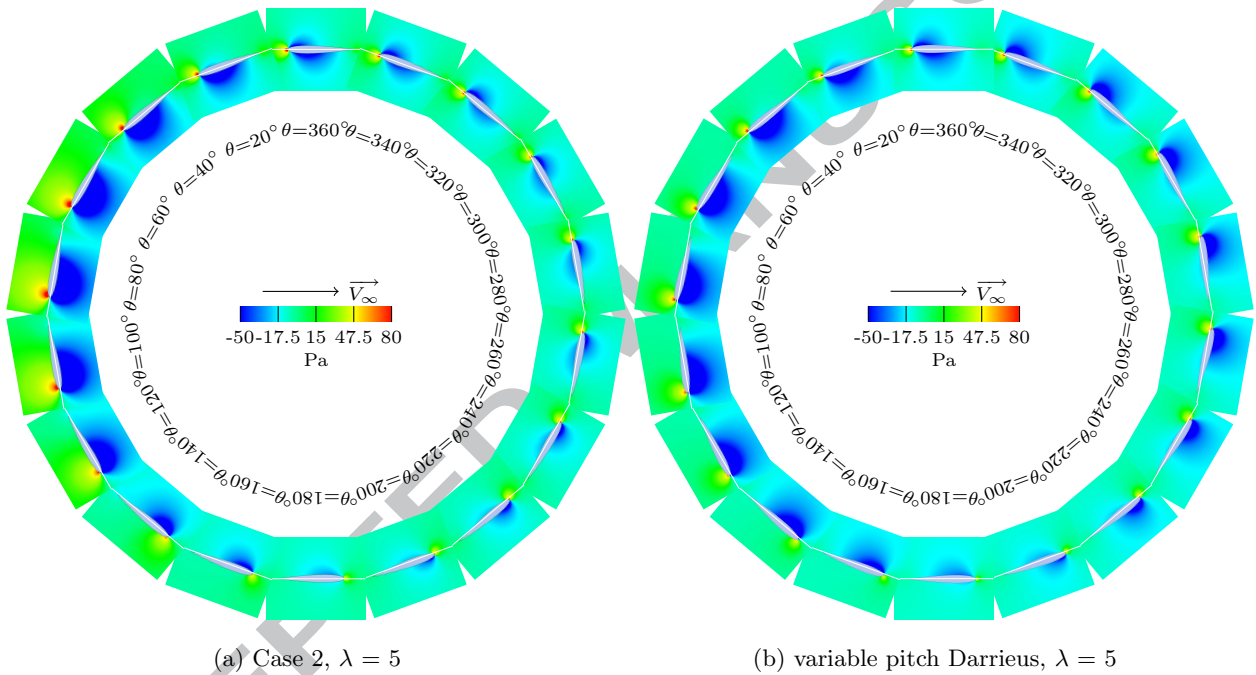 θ=360°
θ=340°
θ=320°
θ=300°
θ=280°
θ=260°
θ=240°
θ=220°
θ=200°
θ=180°
θ=160°
θ=140°
θ=120°
θ=100°
θ=80°
θ=60°
θ=40°
θ=20°
V∞
-50 -17.5 15 47.5 80
Pa
(a) Case 2, λ = 5
θ=360°
θ=340°
θ=320°
θ=300°
θ=280°
θ=260°
θ=240°
θ=220°
θ=200°
θ=180°
θ=160°
θ=140°
θ=120°
θ=100°
θ=80°
θ=60°
θ=40°
θ=20°
V∞
-50 -17.5 15 47.5 80
Pa
(b) variable pitch Darrieus, λ = 5